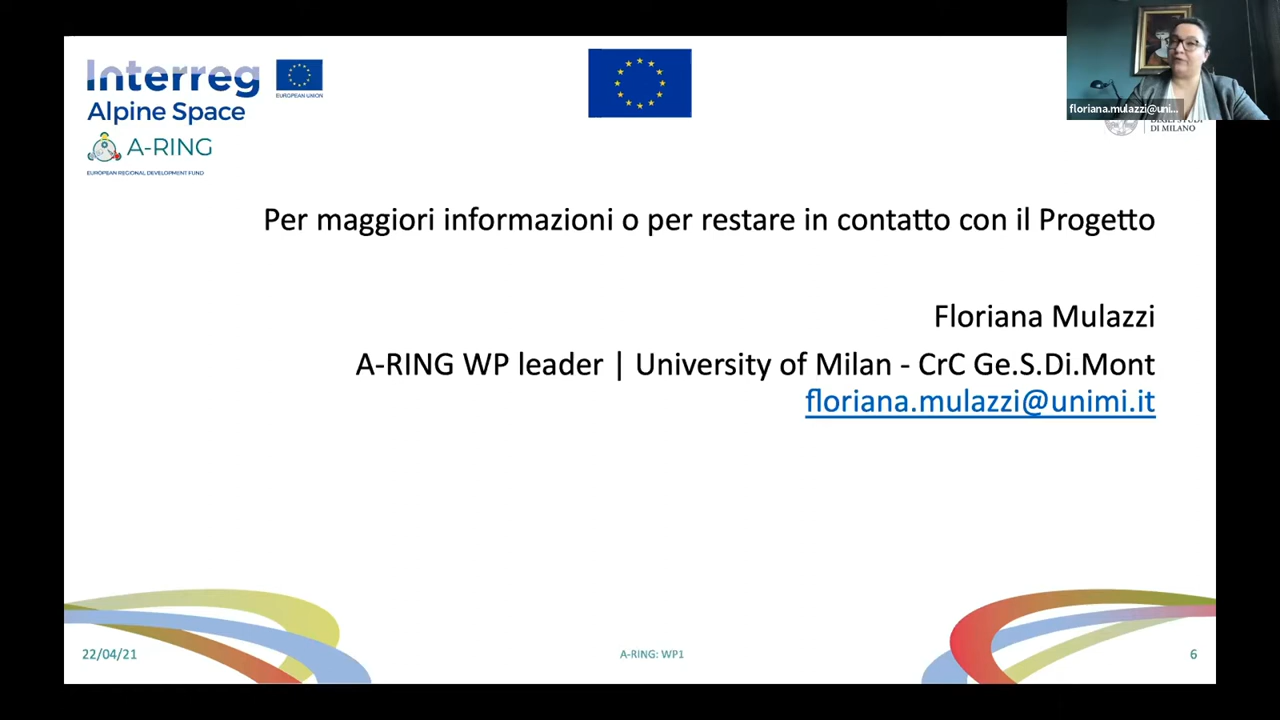 Interreg
EUROPEAN UNION
Alpine Space
A-RING
EUROPEAN REGIONAL DEVELOPMENT FUND
floriana.mulazzi@uni...
DI MILANO
Per maggiori informazioni o per restare in contatto con il Progetto
Floriana Mulazzi
A-RING WP leader | University of Milan - CrC Ge.S.Di.Mont
floriana.mulazzi@unimi.it
22/04/21
A-RING: WP1
6